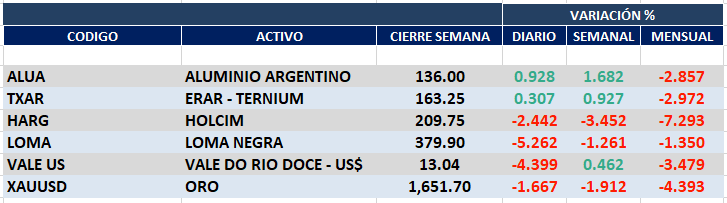 VARIACIÓN %
CODIGO ACTIVO CIERRE SEMANA DIARIO SEMANAL MENSUAL
ALUA ALUMINIO ARGENTINO 136.00 0.928 1.682 -2.857
TXAR ERAR - TERNIUM 163.25 0.307 0.927 -2.972
HARG HOLCIM 209.75 -2.442 -3.452 -7.293
LOMA LOMA NEGRA 379.90 -5.262 -1.261 -1.350
VALE US VALE DO RIO DOCE - US$ 13.04 -4.399 0.462 -3.479
XAUUSD ORO 1,651.70 -1.667 -1.912 -4.393